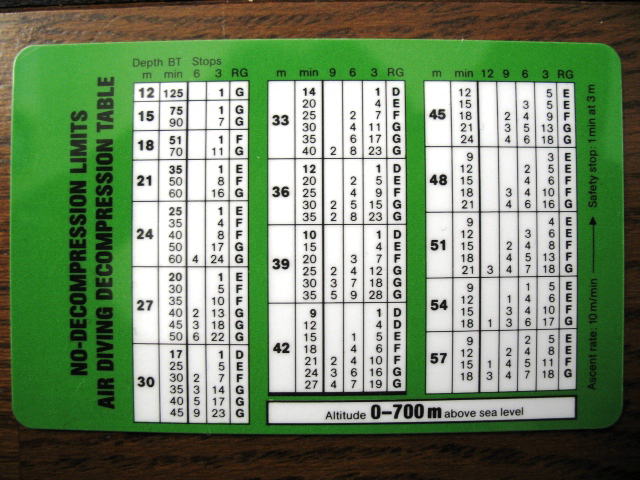 NO-DECOMPRESSION LIMITS
AIR DIVING DECOMPRESSION TABLE
Depth BT Stops
m min 6 3 RG
12 125 1 G
15 75 1 G
90 7 G
18 51 1 F
70 11 G
21 35 1 E
50 8 F
60 16 G
24 25 1 E
35 4 F
40 8 F
50 17 G
60 4 24 G
27 20 1 E
30 5 F
35 10 F
40 2 13 G
45 3 18 G
50 6 22 G
30 17 1 D
25 5 E
30 2 7 F
35 3 14 G
40 5 17 G
45 9 23 G
m min 9 6 3 RG
33 14 1 D
20 4 E
25 2 7 F
30 4 11 G
35 6 17 G
40 2 8 23 G
36 12 1 D
20 2 5 E
25 4 9 F
30 2 5 15 G
35 2 8 23 G
39 10 1 D
15 4 E
20 3 7 F
25 2 4 12 G
30 3 7 18 G
35 5 9 28 G
42 9 1 D
12 4 D
15 1 5 E
18 4 6 F
21 2 4 10 F
24 3 6 16 G
27 4 7 19 G
m min 12 9 6 3 RG
45 12 5 E
15 3 5 E
18 2 4 9 F
21 3 5 13 G
24 4 6 18 G
48 9 3 E
12 2 5 E
15 4 6 F
18 3 4 10 F
21 4 6 16 G
51 9 4 E
12 3 6 E
15 2 4 8 F
18 4 5 13 F
21 3 4 7 18 G
54 9 1 5 E
12 1 4 6 E
15 3 4 10 F
18 1 3 6 17 G
57 9 2 5 E
12 2 4 8 E
15 1 4 5 11 F
18 3 4 7 18 G
Altitude 0-700 m above sea level
Ascent rate: 10 m/min → Safety stop: 1 min at 3 m